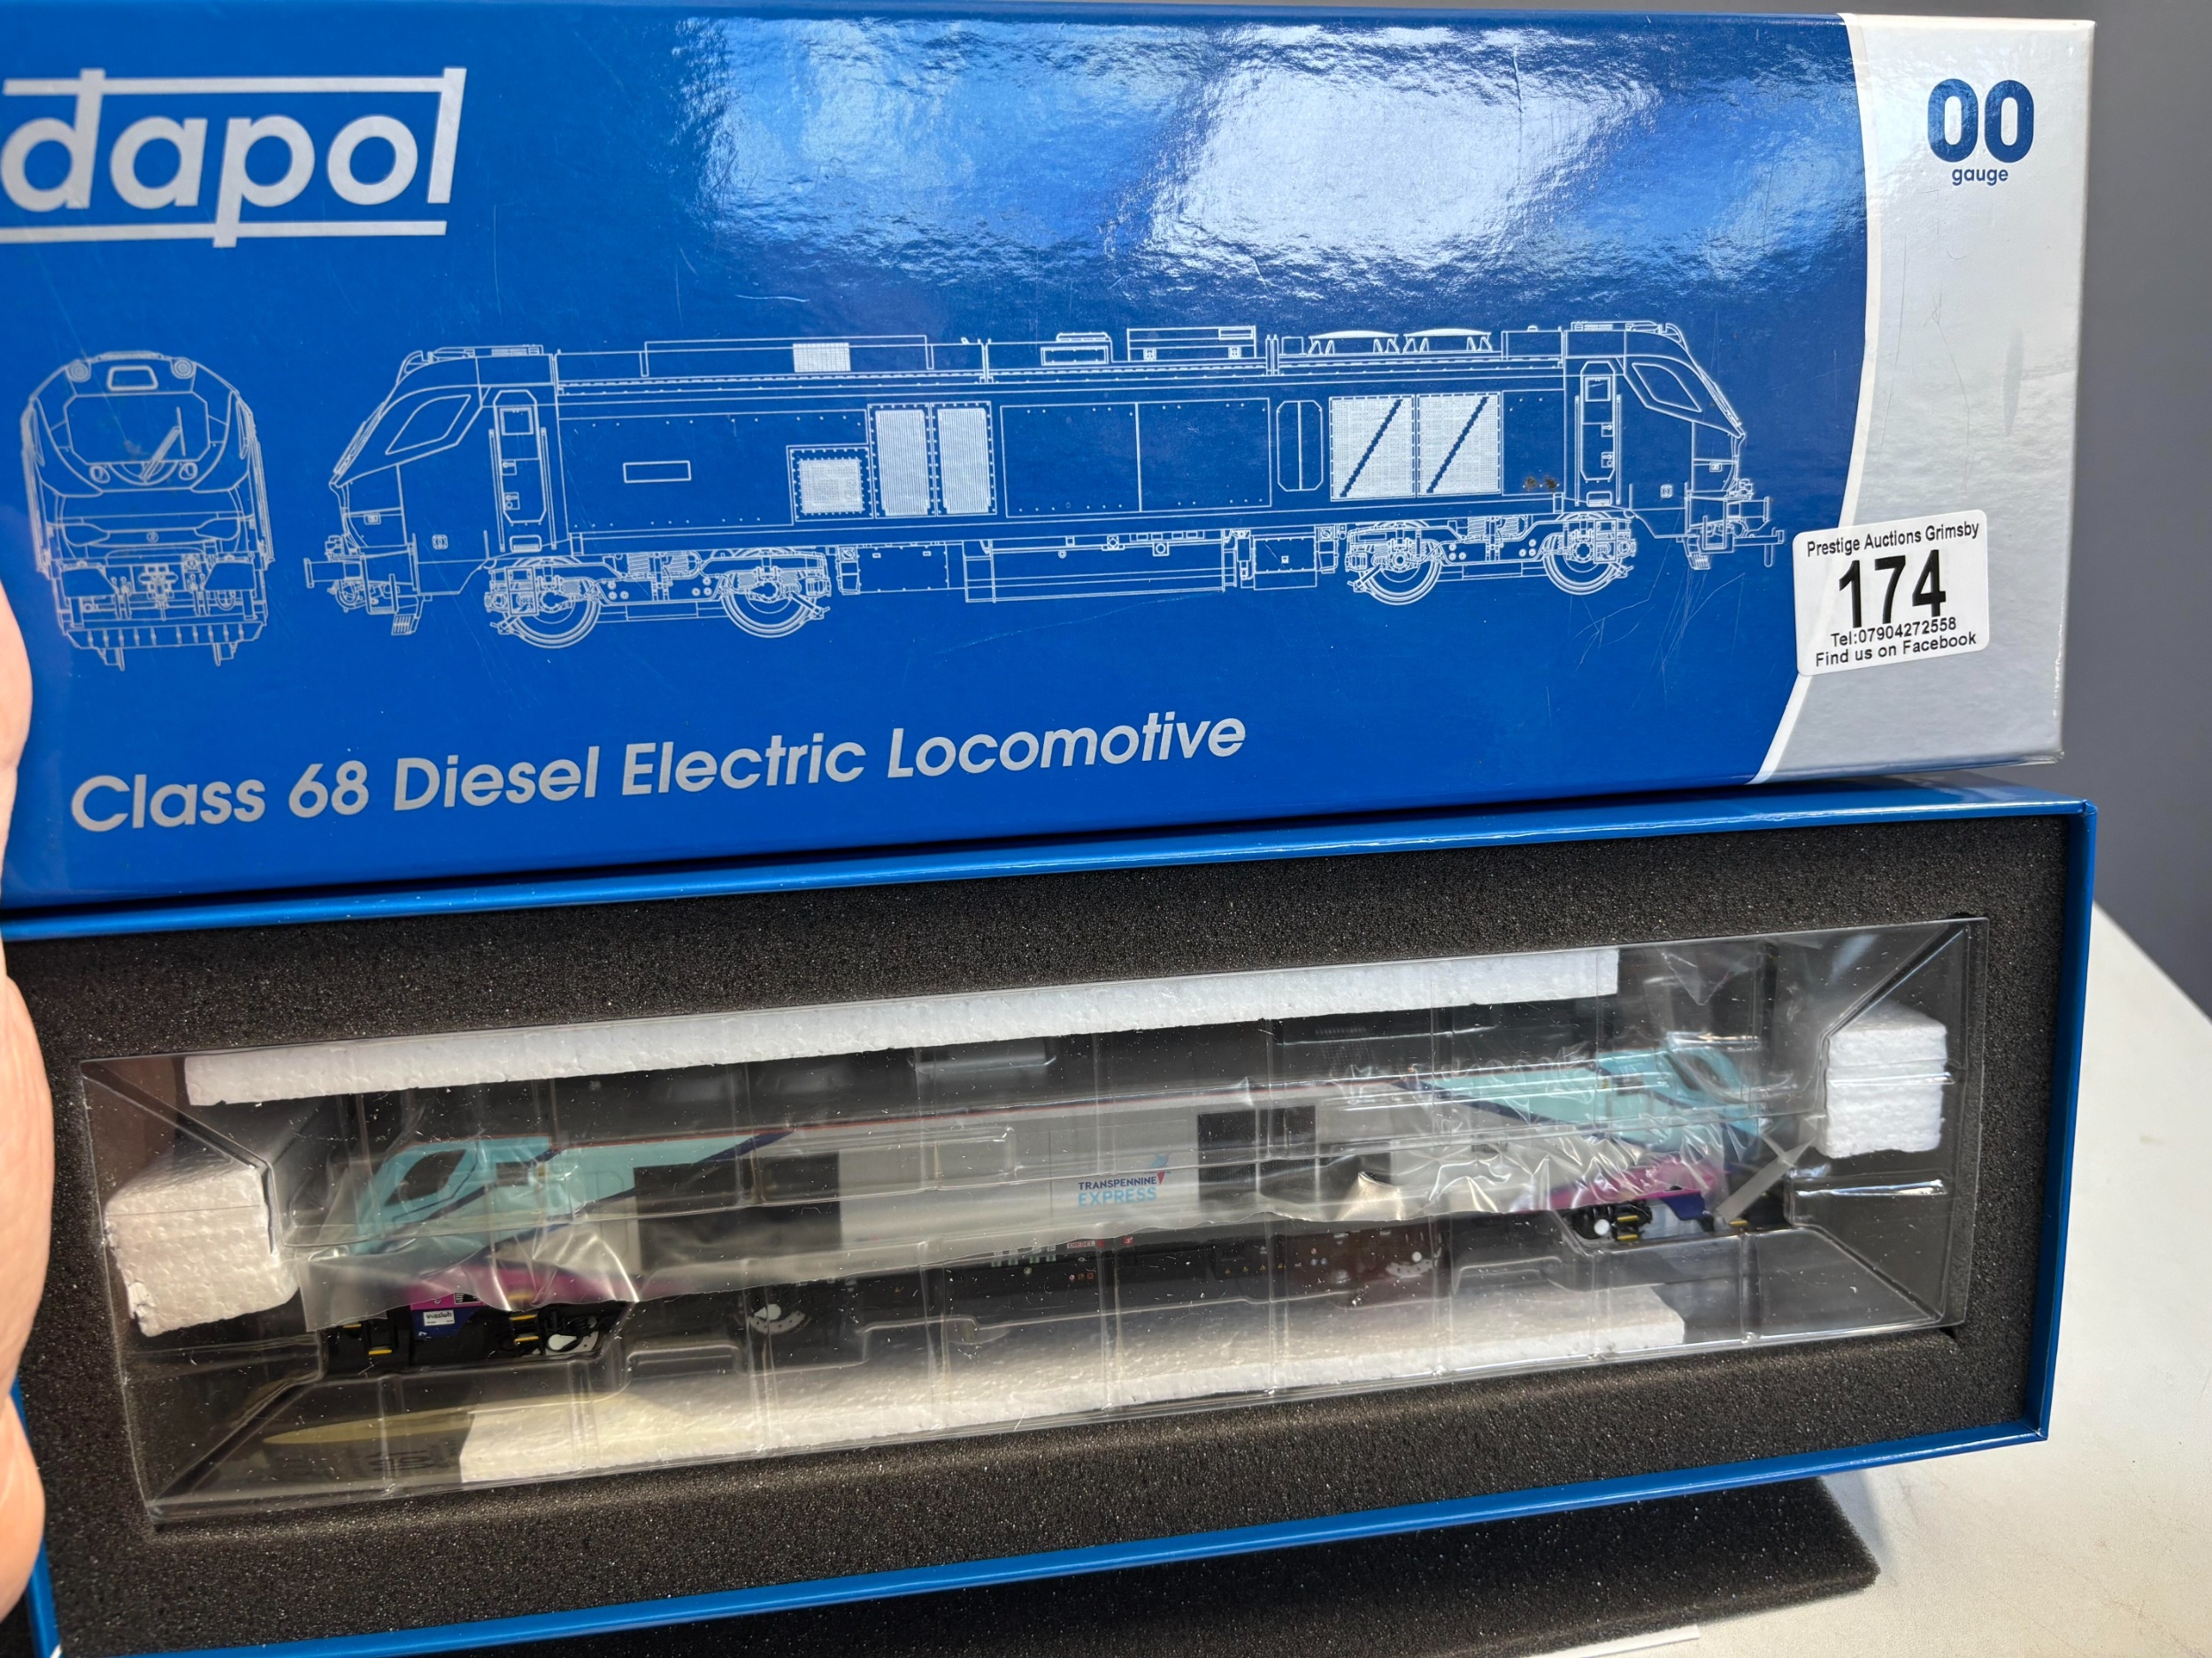 dapol
00
gauge
Prestige Auctions Grimsby
174
Tel:07904272558
Find us on Facebook
Class 68 Diesel Electric Locomotive
TRANSPENNINE
EXPRESS